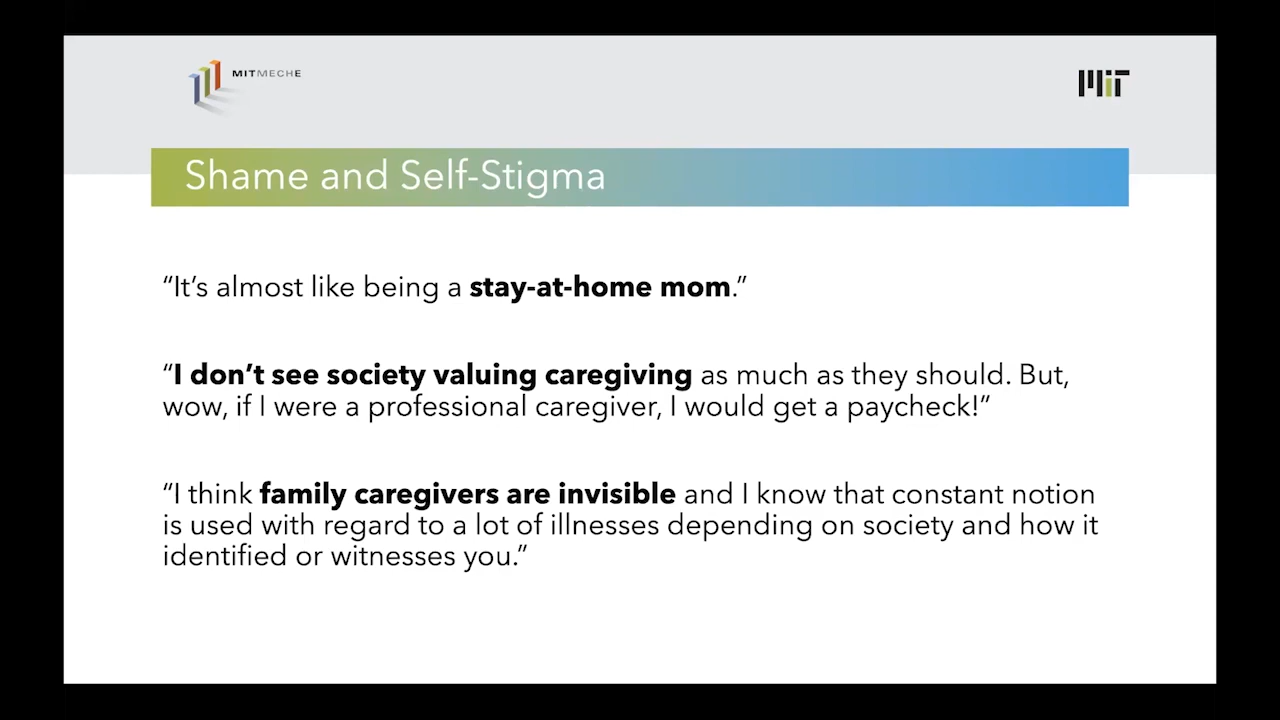 MITMECHE
MIT
Shame and Self-Stigma
“It’s almost like being a stay-at-home mom.”
“I don’t see society valuing caregiving as much as they should. But,
wow, if I were a professional caregiver, I would get a paycheck!”
“I think family caregivers are invisible and I know that constant notion
is used with regard to a lot of illnesses depending on society and how it
identified or witnesses you.”